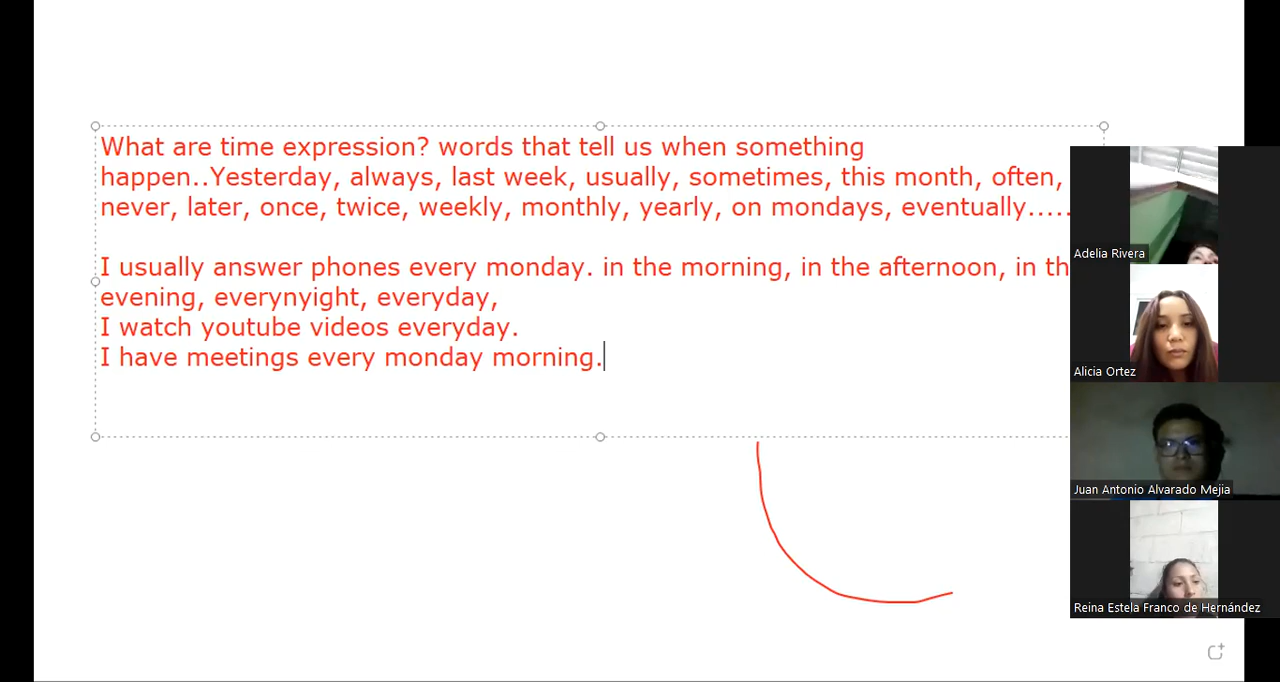 What are time expression? words that tell us when something
happen..Yesterday, always, last week, usually, sometimes, this month, often,
never, later, once, twice, weekly, monthly, yearly, on mondays, eventually.....
I usually answer phones every monday. in the morning, in the afternoon, in th
evening, everynyight, everyday,
I watch youtube videos everyday.
I have meetings every monday morning.
Adelia Rivera
Alicia Ortez
Juan Antonio Alvarado Mejia
Reina Estela Franco de Hernández